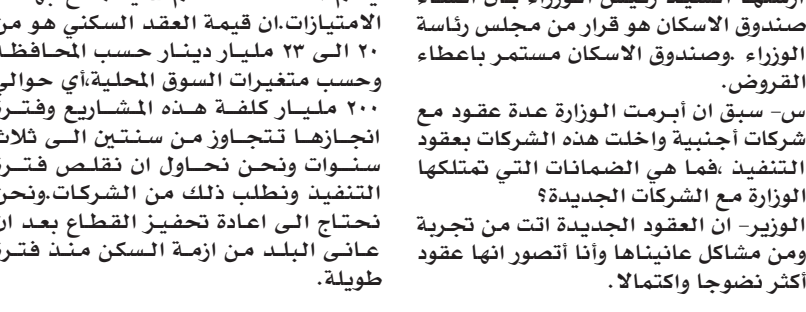 صندوق الاسكان هو قرار من مجلس رئاسة
الوزراء .وصندوق الاسكان مستمر باعطاء
القروض.
س- سبق ان أبرمت الوزارة عدة عقود مع
شركات أجنبية واخلت هذه الشركات بعقود
التنفيذ ،فما هي الضمانات التي تمتلكها
الوزارة مع الشركات الجديدة؟
الوزير- ان العقود الجديدة اتت من تجربة
ومن مشاكل عانيناها وأنا أتصور انها عقود
أكثر نضوجا واكتمالا .
الامتيازات.ان قيمة العقد السكني هو من
٢٠ الى ٢٣ مليار دينار حسب المحافظة
وحسب متغيرات السوق المحلية،أي حوالي
٢٠٠ مليار كلفة هذه المشاريع وفترة
انجازها تتجاوز من سنتين الى ثلاث
سنوات ونحن نحاول ان نقلص فترة
التنفيذ ونطلب ذلك من الشركات.ونحن
نحتاج الى اعادة تحفيز القطاع بعد ان
عانى البلد من ازمة السكن منذ فترة
طويلة.